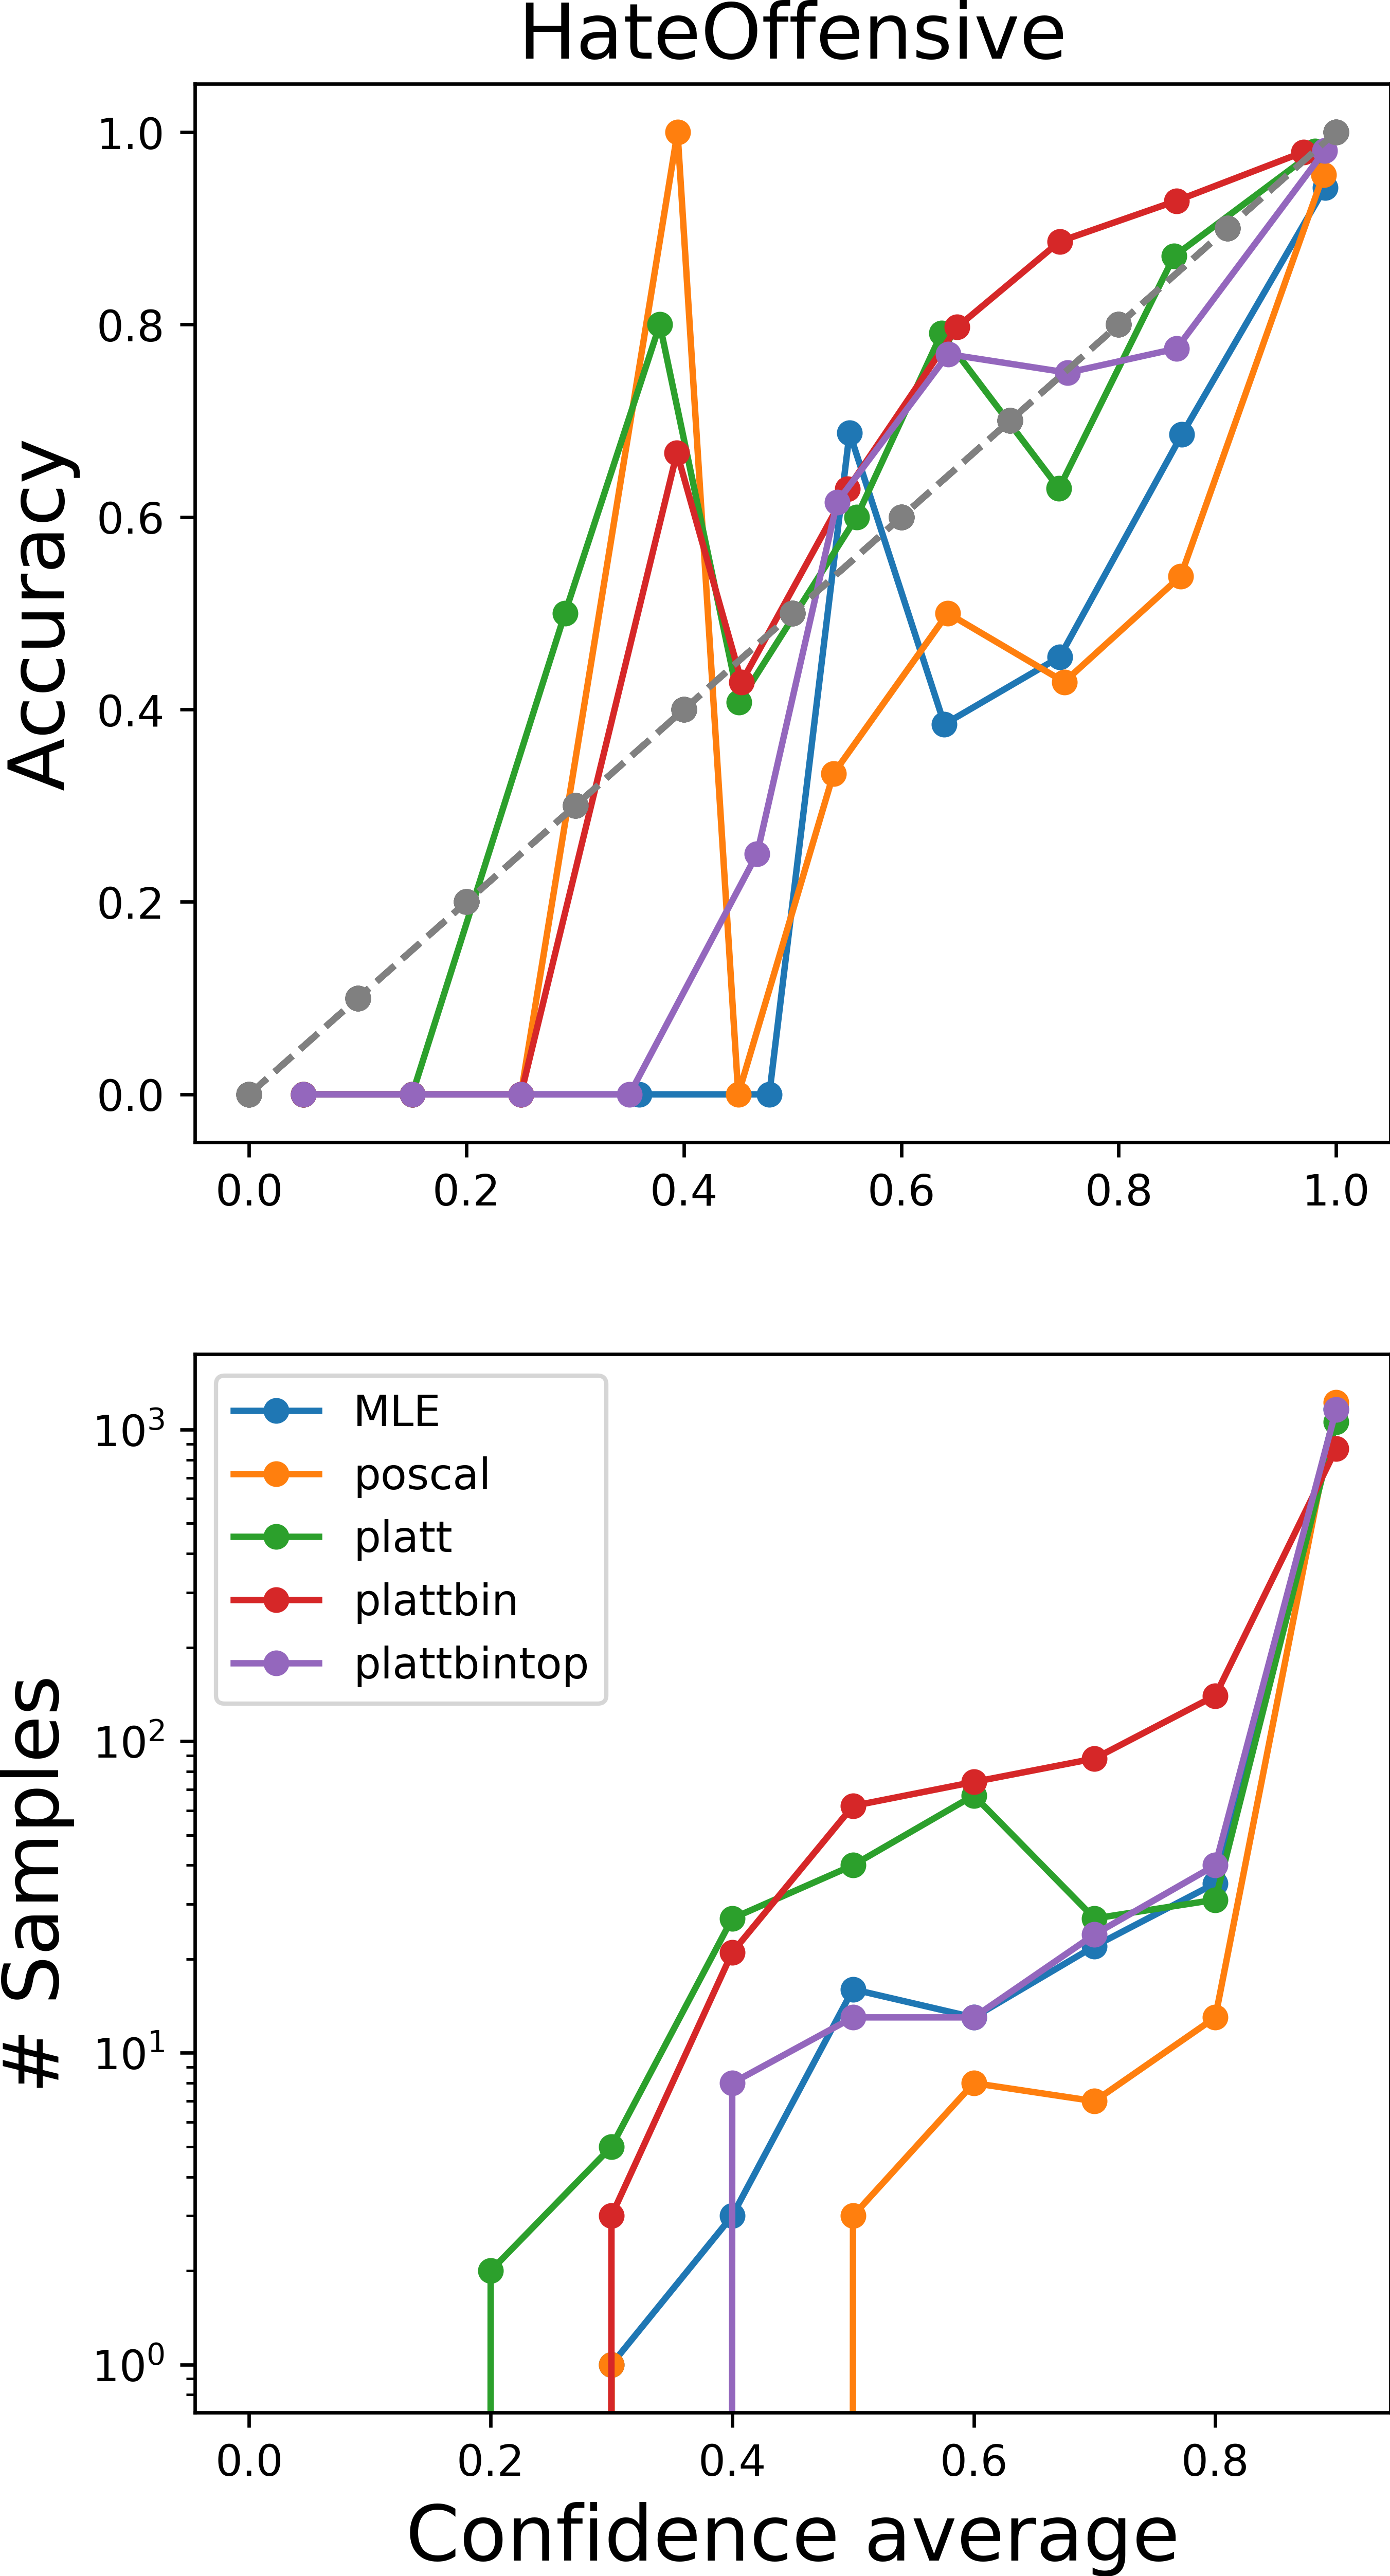 HateOffensive
Accuracy
1.0
0.8
0.6
0.4
0.2
0.0
0.0 0.2 0.4 0.6 0.8 1.0
# Samples
10³
10²
10¹
10⁰
MLE
poscal
platt
plattbin
plattbintop
0.0 0.2 0.4 0.6 0.8
Confidence average